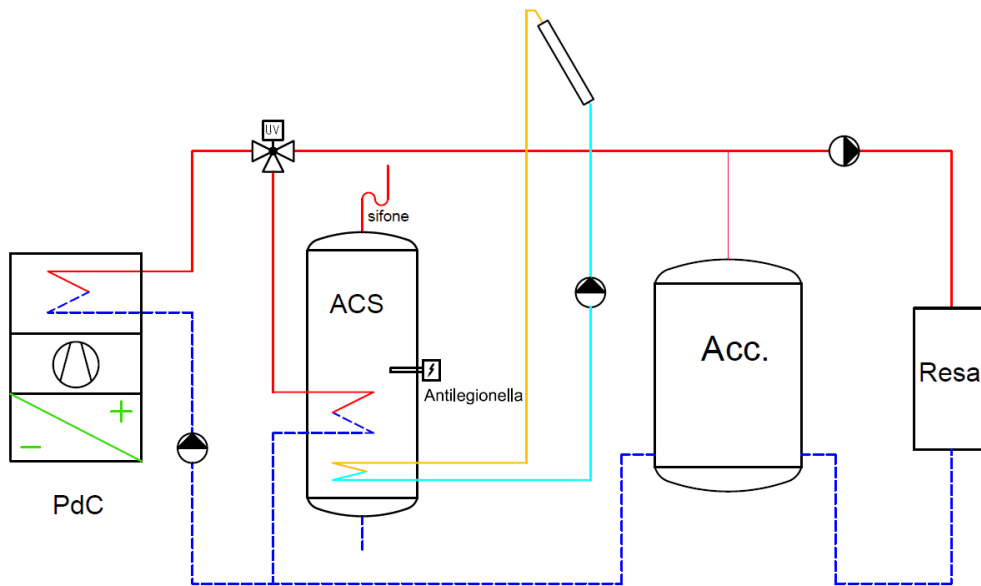 UV
sifone
ACS
Acc.
Resa
Antilegionella
+
−
PdC